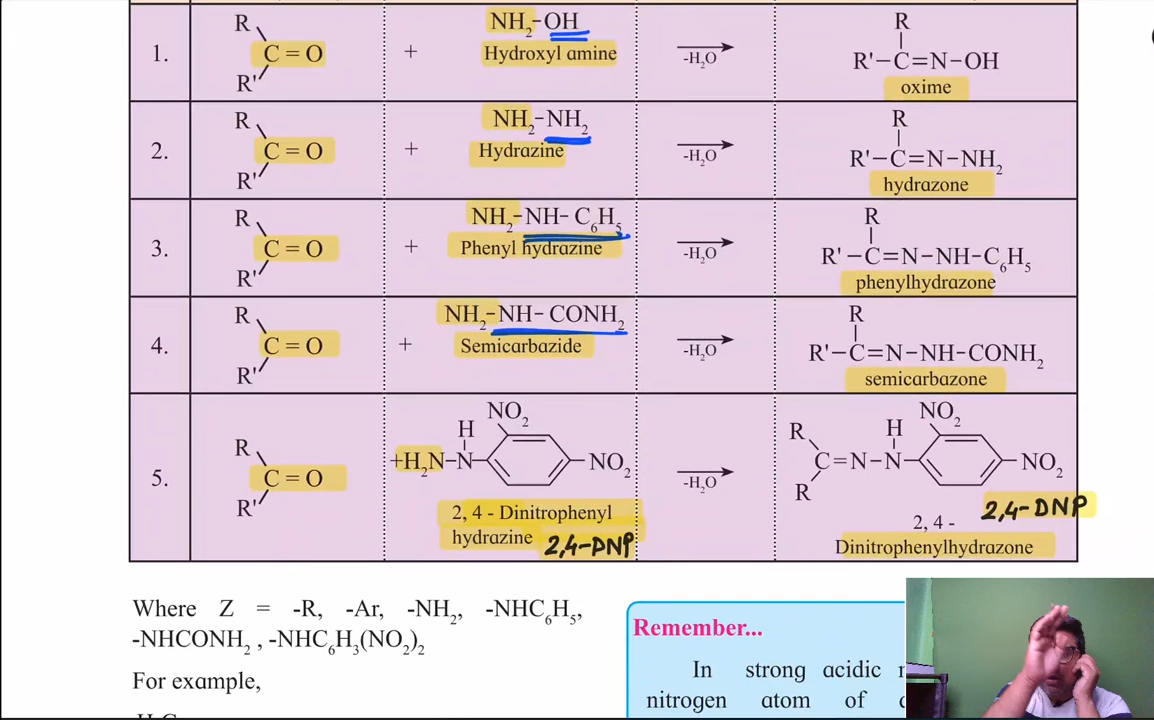 1. R R' C = O + NH₂-OH Hydroxyl amine -H₂O R R'-C=N-OH oxime
2. R R' C = O + NH₂-NH₂ Hydrazine -H₂O R R'-C=N-NH₂ hydrazone
3. R R' C = O + NH₂-NH- C₆H₅ Phenyl hydrazine -H₂O R R'-C=N-NH-C₆H₅ phenylhydrazone
4. R R' C = O + NH₂-NH- CONH₂ Semicarbazide -H₂O R R'-C=N-NH-CONH₂ semicarbazone
5. R R' C = O +H₂N-N H NO₂ NO₂ 2, 4 - Dinitrophenyl hydrazine 2,4-DNP -H₂O R R C=N-N H NO₂ NO₂ 2, 4 - Dinitrophenylhydrazone 2,4-DNP
Where Z = -R, -Ar, -NH₂, -NHC₆H₅,
-NHCONH₂ , -NHC₆H₃(NO₂)₂
For example,
Remember...
In strong acidic
nitrogen atom of